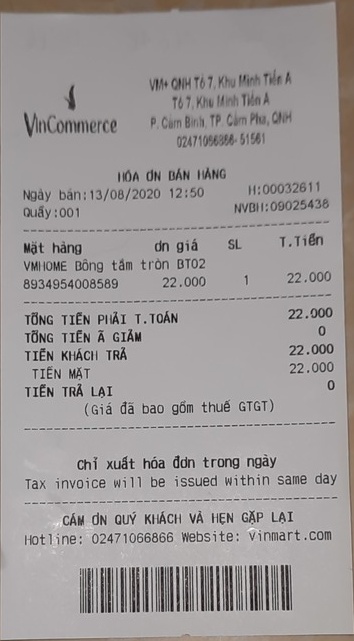 VinCommerce
VM+ QNH Tổ 7, Khu Minh Tiến A
Tổ 7, Khu Minh Tiến A
P. Cẩm Bình, TP. Cẩm Phả, QNH
02471066866- 51561
HÓA ƠN BÁN HÀNG
Ngày bán:13/08/2020 12:50 H:00032611
Quầy:001 NVBH:09025438
Mặt hàng ơn giá SL T.Tiền
VMHOME Bông tắm tròn BT02
8934954008589 22.000 1 22.000
TỔNG TIỀN PHẢI T.TOÁN 22.000
TỔNG TIỀN Ã GIẢM 0
TIỀN KHÁCH TRẢ 22.000
TIỀN MẶT 22.000
TIỀN TRẢ LẠI 0
(Giá đã bao gồm thuế GTGT)
Chỉ xuất hóa đơn trong ngày
Tax invoice will be issued within same day
CẢM ƠN QUÝ KHÁCH VÀ HẸN GẶP LẠI
Hotline: 02471066866 Website: vinmart.com